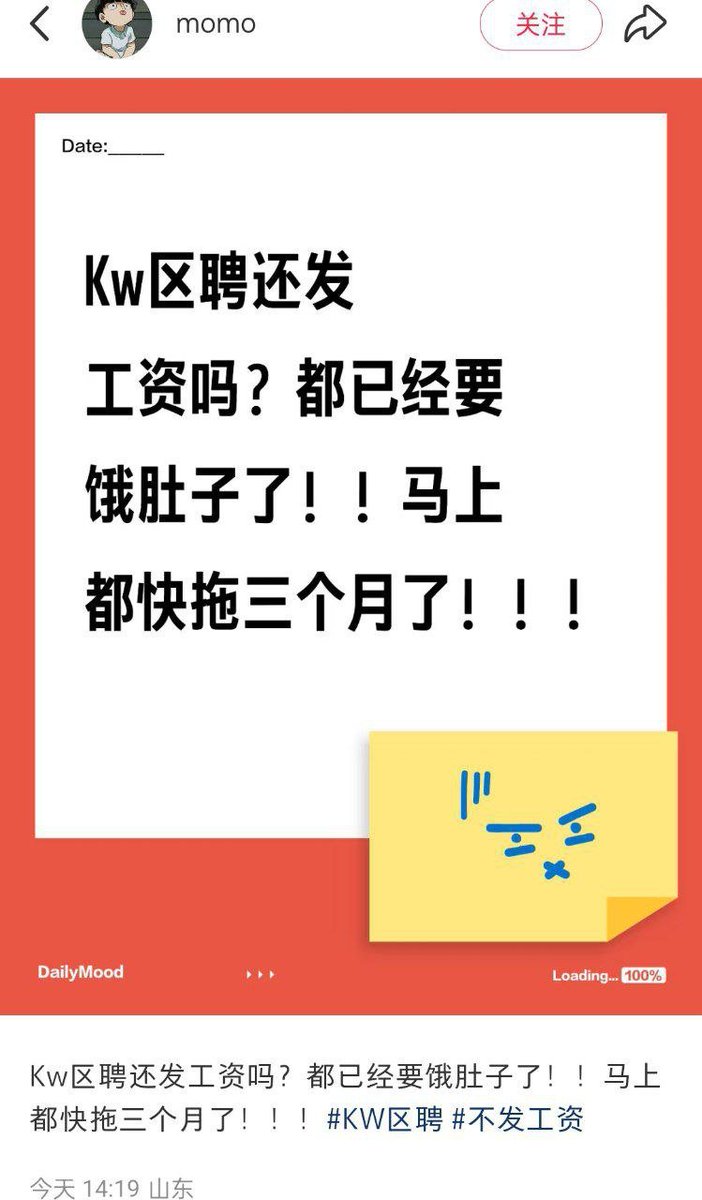 momo
关注
Date:_____
Kw区聘还发
工资吗？都已经要
饿肚子了！！马上
都快拖三个月了！！！
DailyMood
Loading... 100%
Kw区聘还发工资吗？都已经要饿肚子了！！马上
都快拖三个月了！！！#KW区聘 #不发工资
今天 14:19 山东